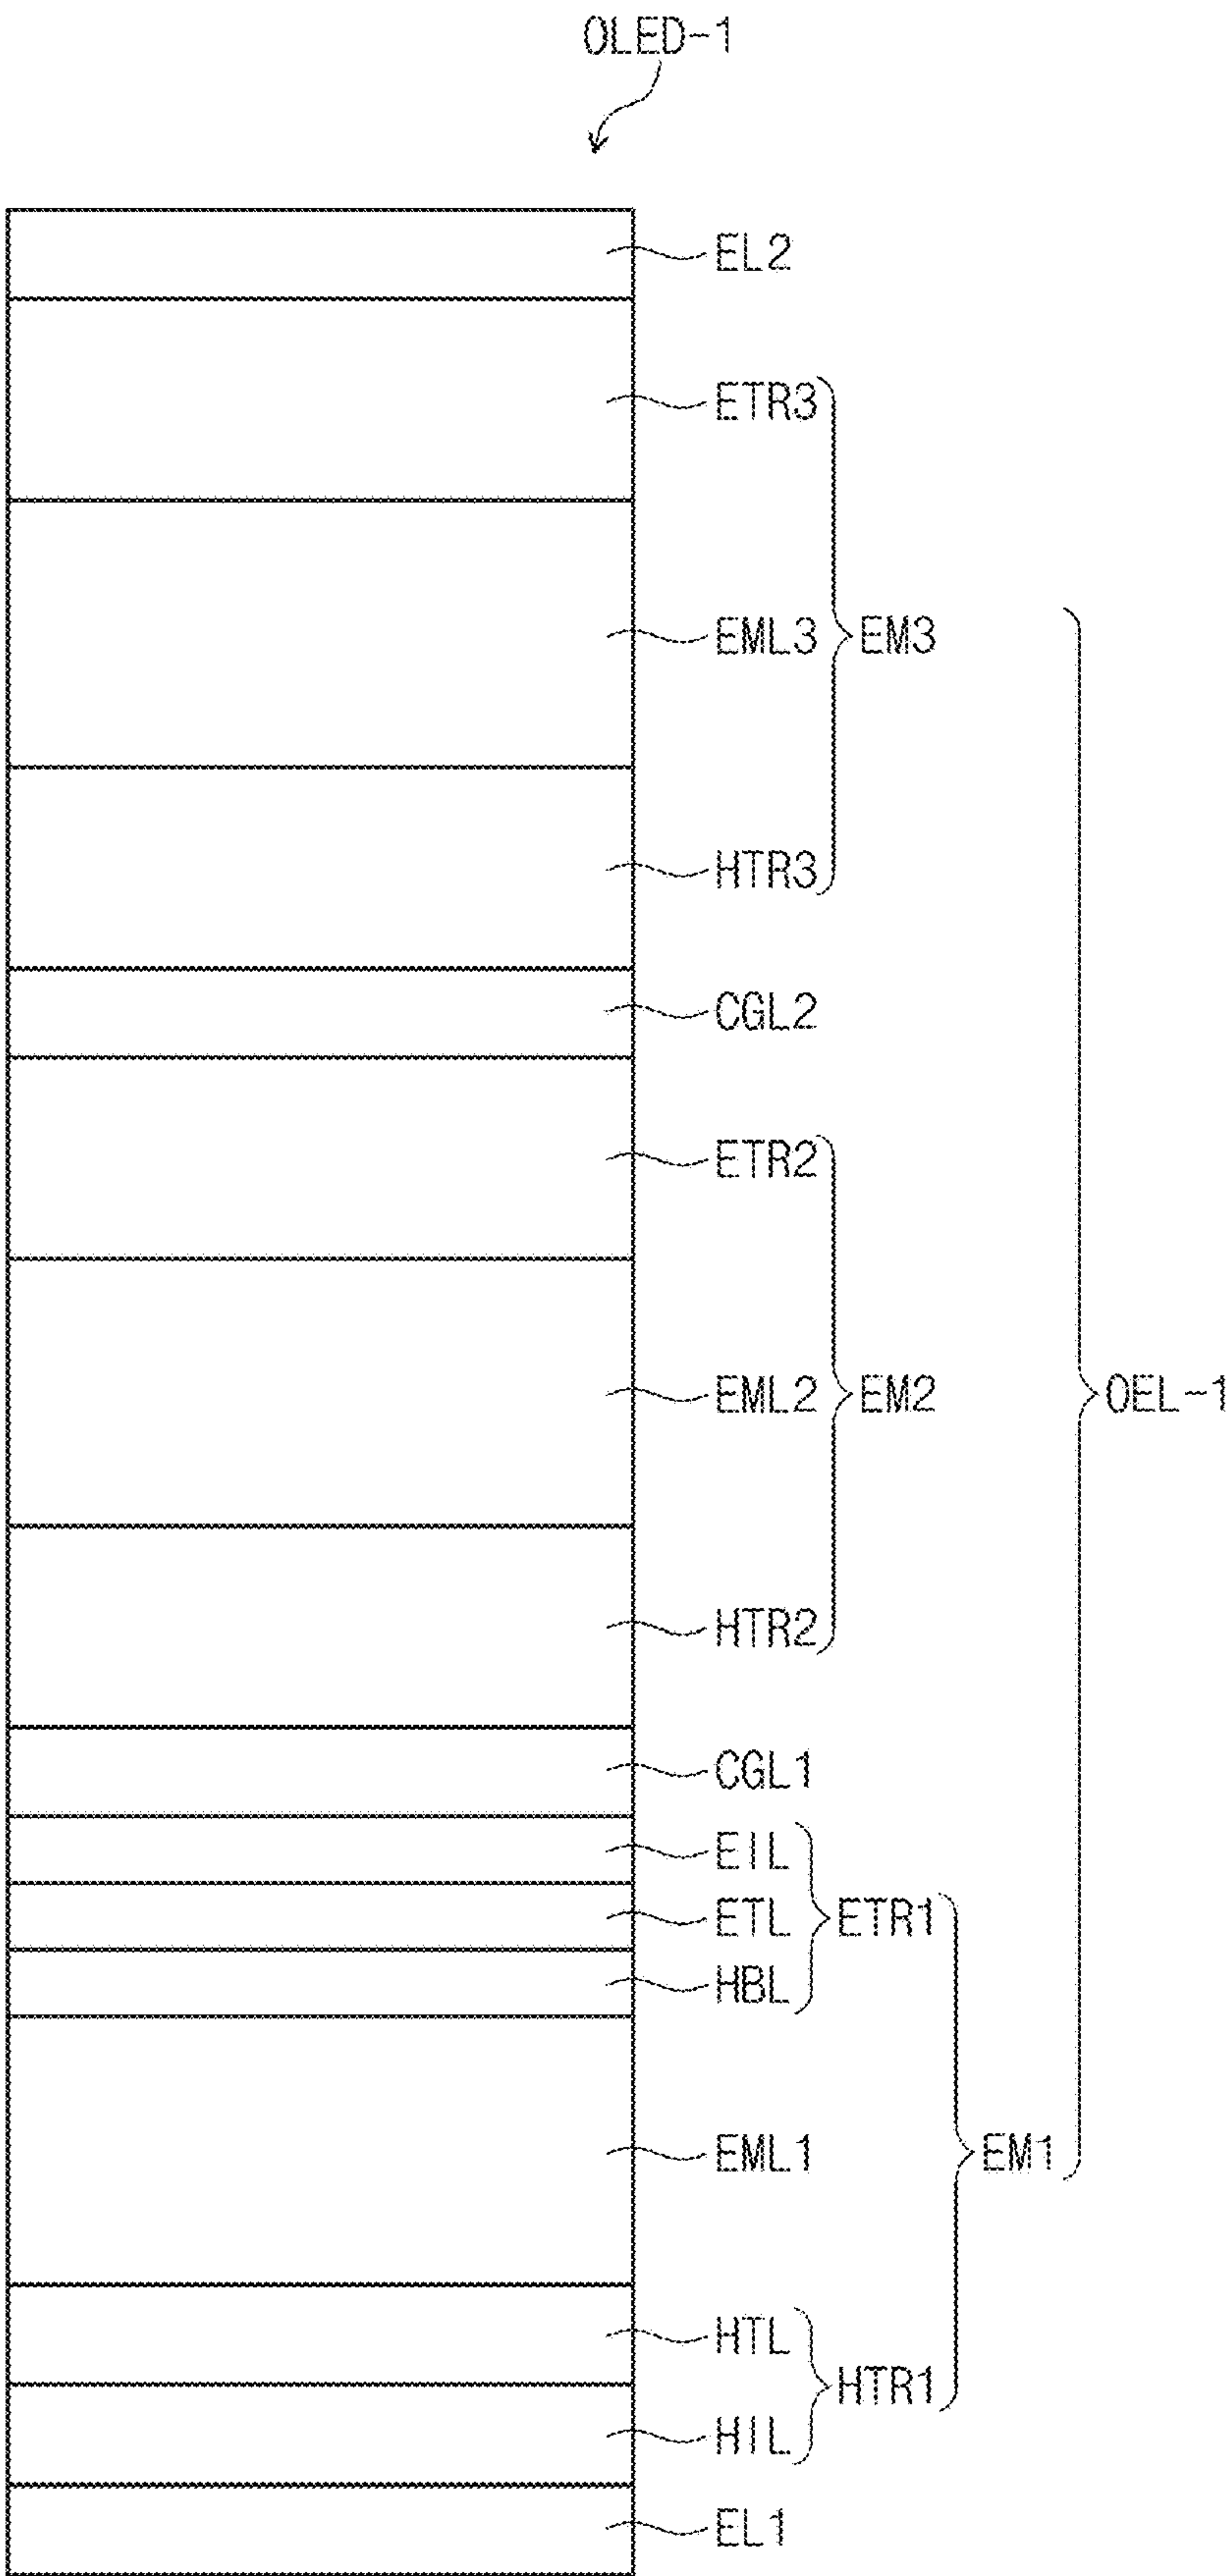 OLED-1
EL2
ETR3
EML3 EM3
HTR3
CGL2
ETR2
EML2 EM2 OEL-1
HTR2
CGL1
EIL
ETL ETR1
HBL
EML1 EM1
HTL
HTR1
HIL
EL1